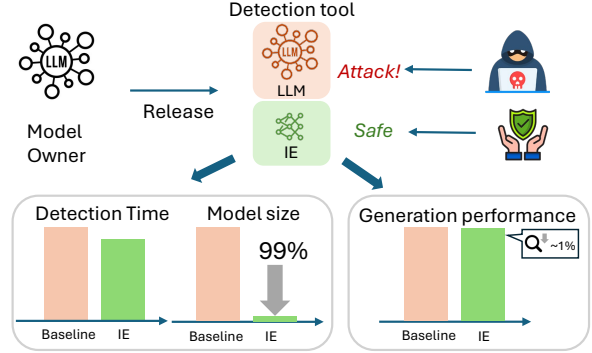 Detection tool
LLM
LLM
LLM
Attack!
Release
Model
Owner
IE
Safe
Detection Time
Model size
Generation performance
99%
~1%
Baseline
IE
Baseline
IE
Baseline
IE